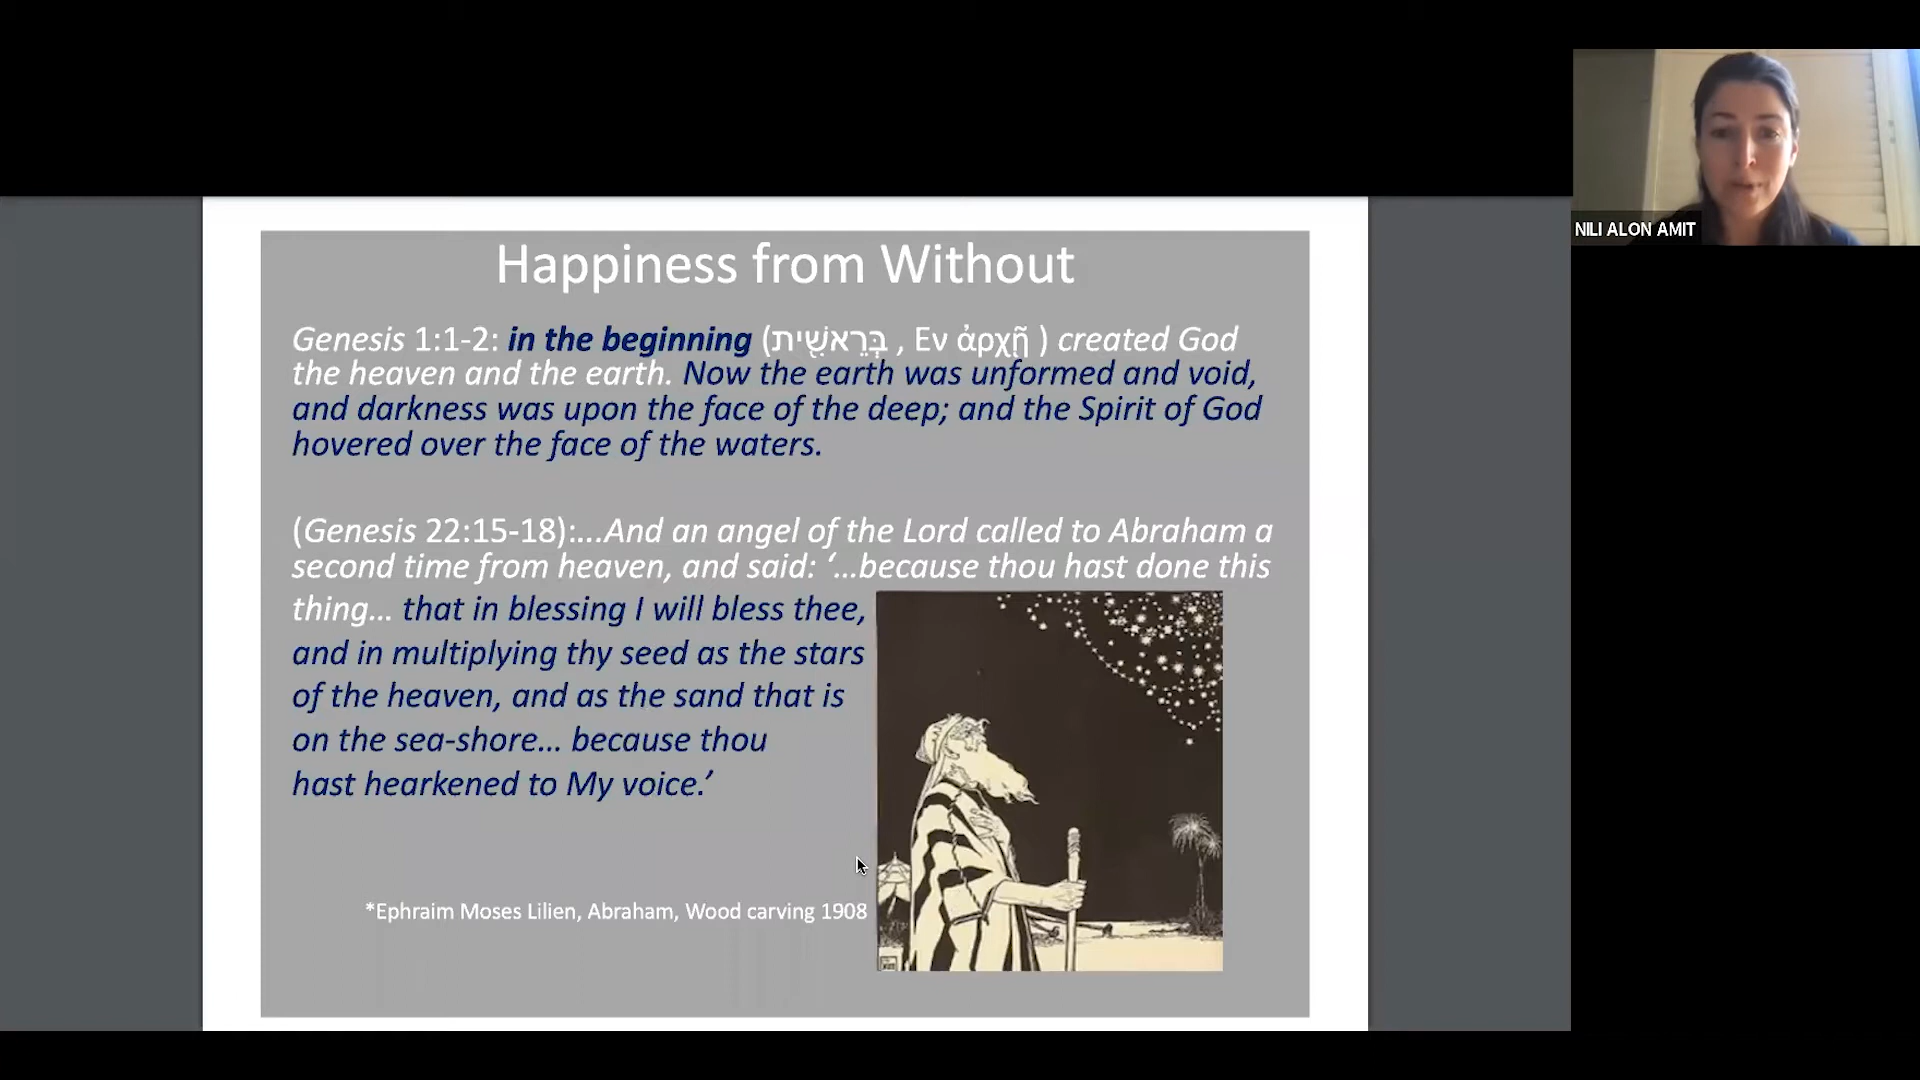 Happiness from Without
Genesis 1:1-2: in the beginning (בְּרֵאשִׁ֖ית , Εν ἀρχῇ ) created God
the heaven and the earth. Now the earth was unformed and void,
and darkness was upon the face of the deep; and the Spirit of God
hovered over the face of the waters.
(Genesis 22:15-18):...And an angel of the Lord called to Abraham a
second time from heaven, and said: ‘...because thou hast done this
thing... that in blessing I will bless thee,
and in multiplying thy seed as the stars
of the heaven, and as the sand that is
on the sea-shore... because thou
hast hearkened to My voice.’
*Ephraim Moses Lilien, Abraham, Wood carving 1908
NILI ALON AMIT